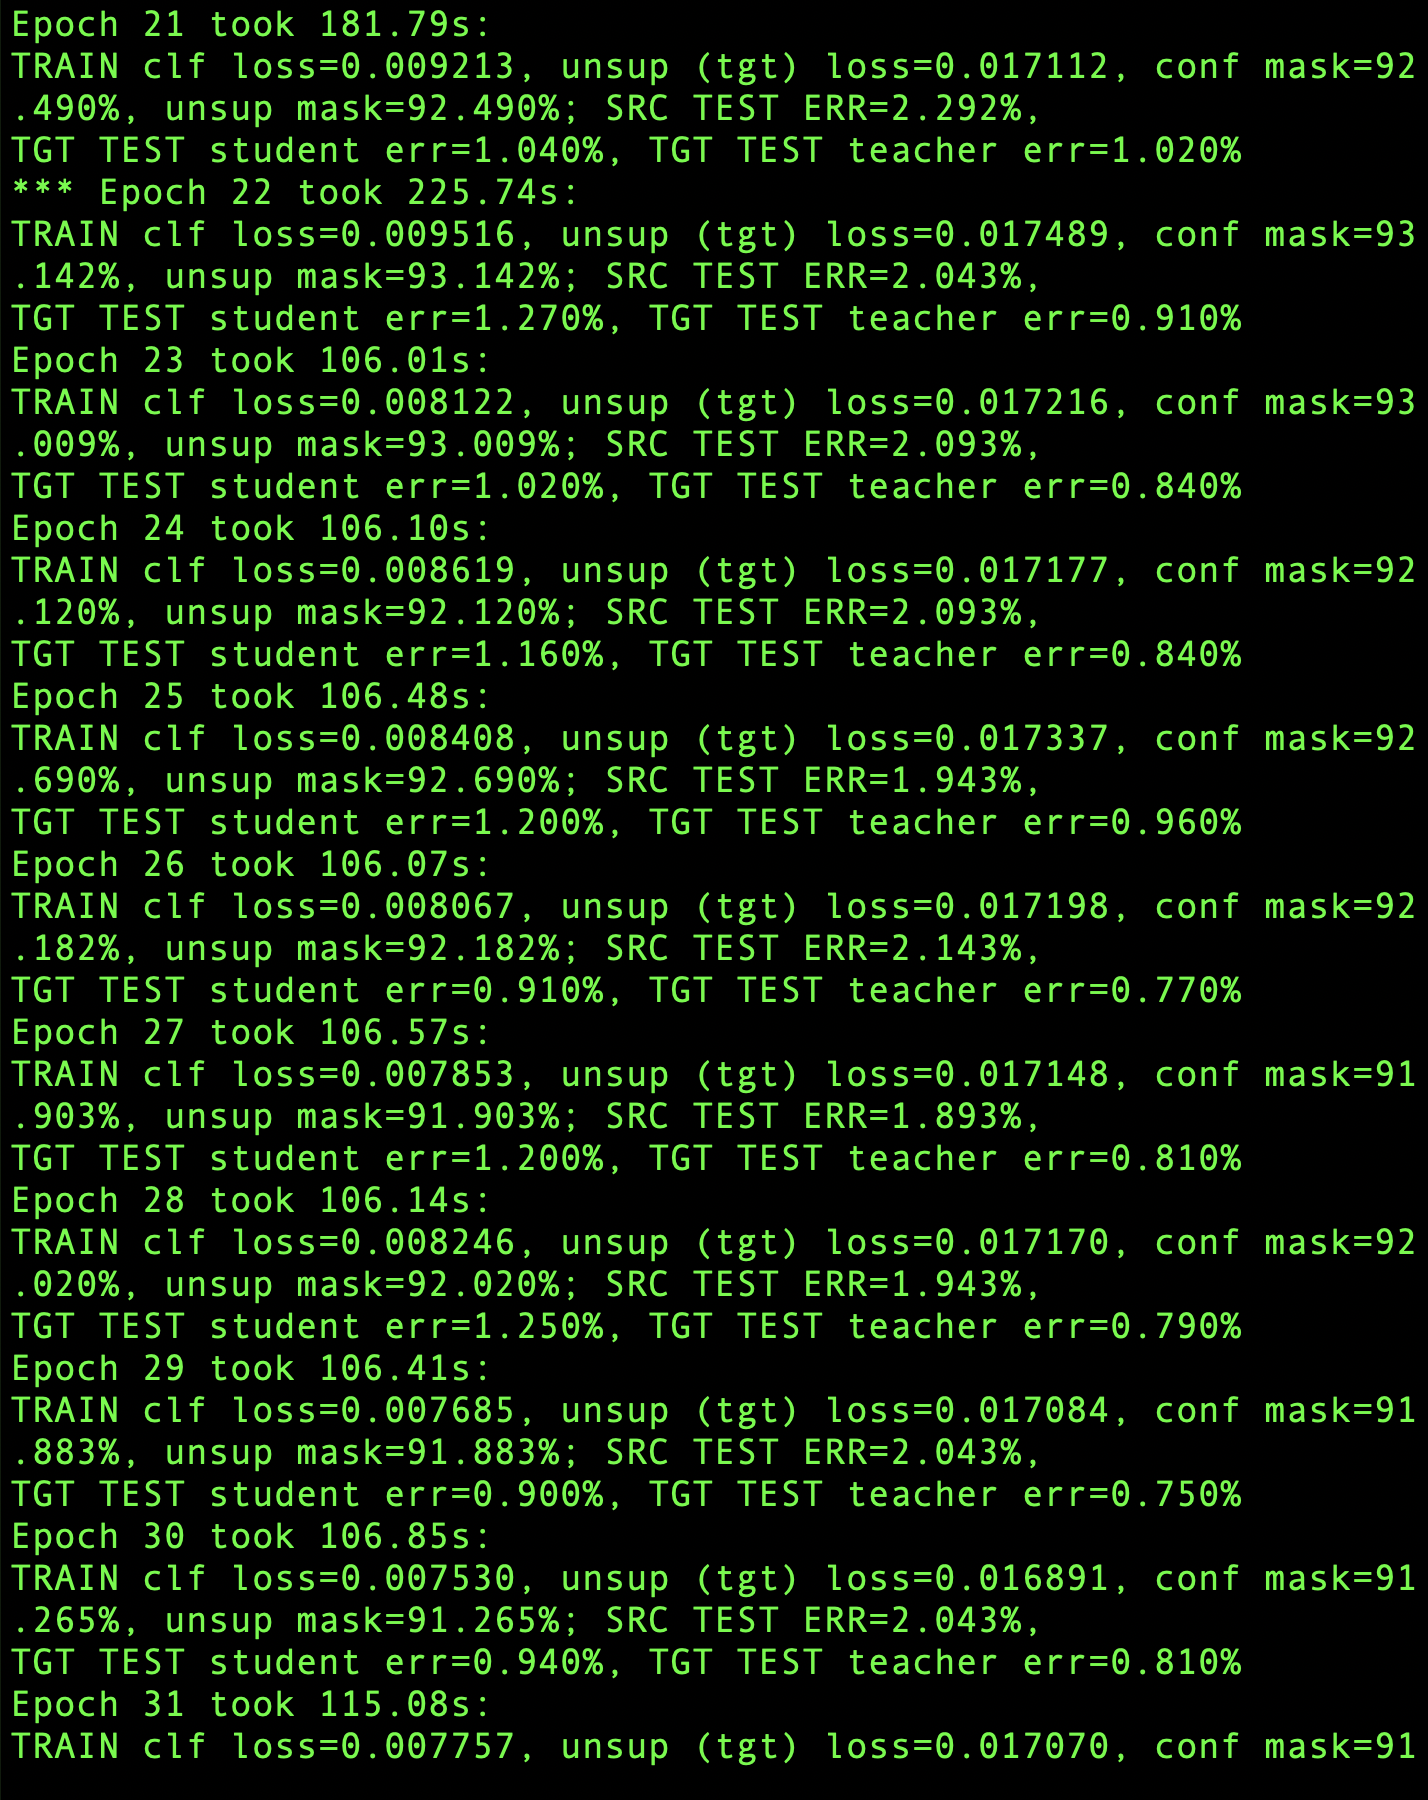 Epoch 21 took 181.79s:
TRAIN clf loss=0.009213, unsup (tgt) loss=0.017112, conf mask=92
.490%, unsup mask=92.490%; SRC TEST ERR=2.292%,
TGT TEST student err=1.040%, TGT TEST teacher err=1.020%
*** Epoch 22 took 225.74s:
TRAIN clf loss=0.009516, unsup (tgt) loss=0.017489, conf mask=93
.142%, unsup mask=93.142%; SRC TEST ERR=2.043%,
TGT TEST student err=1.270%, TGT TEST teacher err=0.910%
Epoch 23 took 106.01s:
TRAIN clf loss=0.008122, unsup (tgt) loss=0.017216, conf mask=93
.009%, unsup mask=93.009%; SRC TEST ERR=2.093%,
TGT TEST student err=1.020%, TGT TEST teacher err=0.840%
Epoch 24 took 106.10s:
TRAIN clf loss=0.008619, unsup (tgt) loss=0.017177, conf mask=92
.120%, unsup mask=92.120%; SRC TEST ERR=2.093%,
TGT TEST student err=1.160%, TGT TEST teacher err=0.840%
Epoch 25 took 106.48s:
TRAIN clf loss=0.008408, unsup (tgt) loss=0.017337, conf mask=92
.690%, unsup mask=92.690%; SRC TEST ERR=1.943%,
TGT TEST student err=1.200%, TGT TEST teacher err=0.960%
Epoch 26 took 106.07s:
TRAIN clf loss=0.008067, unsup (tgt) loss=0.017198, conf mask=92
.182%, unsup mask=92.182%; SRC TEST ERR=2.143%,
TGT TEST student err=0.910%, TGT TEST teacher err=0.770%
Epoch 27 took 106.57s:
TRAIN clf loss=0.007853, unsup (tgt) loss=0.017148, conf mask=91
.903%, unsup mask=91.903%; SRC TEST ERR=1.893%,
TGT TEST student err=1.200%, TGT TEST teacher err=0.810%
Epoch 28 took 106.14s:
TRAIN clf loss=0.008246, unsup (tgt) loss=0.017170, conf mask=92
.020%, unsup mask=92.020%; SRC TEST ERR=1.943%,
TGT TEST student err=1.250%, TGT TEST teacher err=0.790%
Epoch 29 took 106.41s:
TRAIN clf loss=0.007685, unsup (tgt) loss=0.017084, conf mask=91
.883%, unsup mask=91.883%; SRC TEST ERR=2.043%,
TGT TEST student err=0.900%, TGT TEST teacher err=0.750%
Epoch 30 took 106.85s:
TRAIN clf loss=0.007530, unsup (tgt) loss=0.016891, conf mask=91
.265%, unsup mask=91.265%; SRC TEST ERR=2.043%,
TGT TEST student err=0.940%, TGT TEST teacher err=0.810%
Epoch 31 took 115.08s:
TRAIN clf loss=0.007757, unsup (tgt) loss=0.017070, conf mask=91